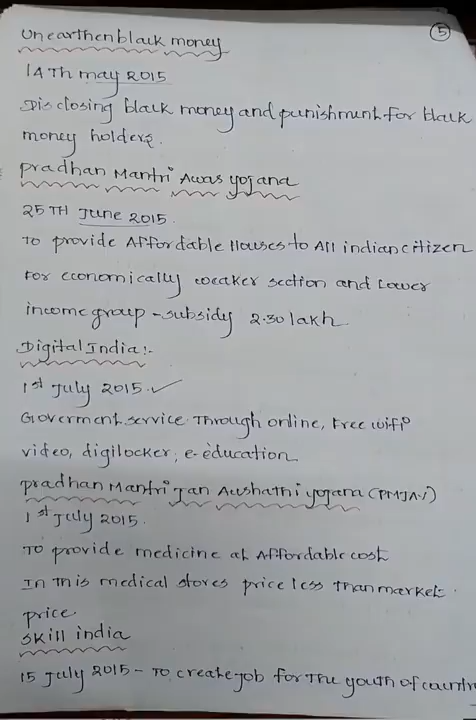 5
Unearthen black money
14Th may 2015
Disclosing black money and punishment for black
money holders.
pradhan Mantri Awas yojana
25TH June 2015.
To provide Affordable Houses to All indian citizen
For economically weaker section and Lower
income group - subsidy 2.30 lakh
Digital India :-
1st July 2015.
Goverment service Through online, Free wifi
video, digilocker, e-education
pradhan Mantri Jan Aushathi yojana (PMJAY)
1st July 2015.
To provide medicine at Affordable cost
In This medical stores price less Than market
price.
Skill india
15 July 2015 - To create job for The youth of country